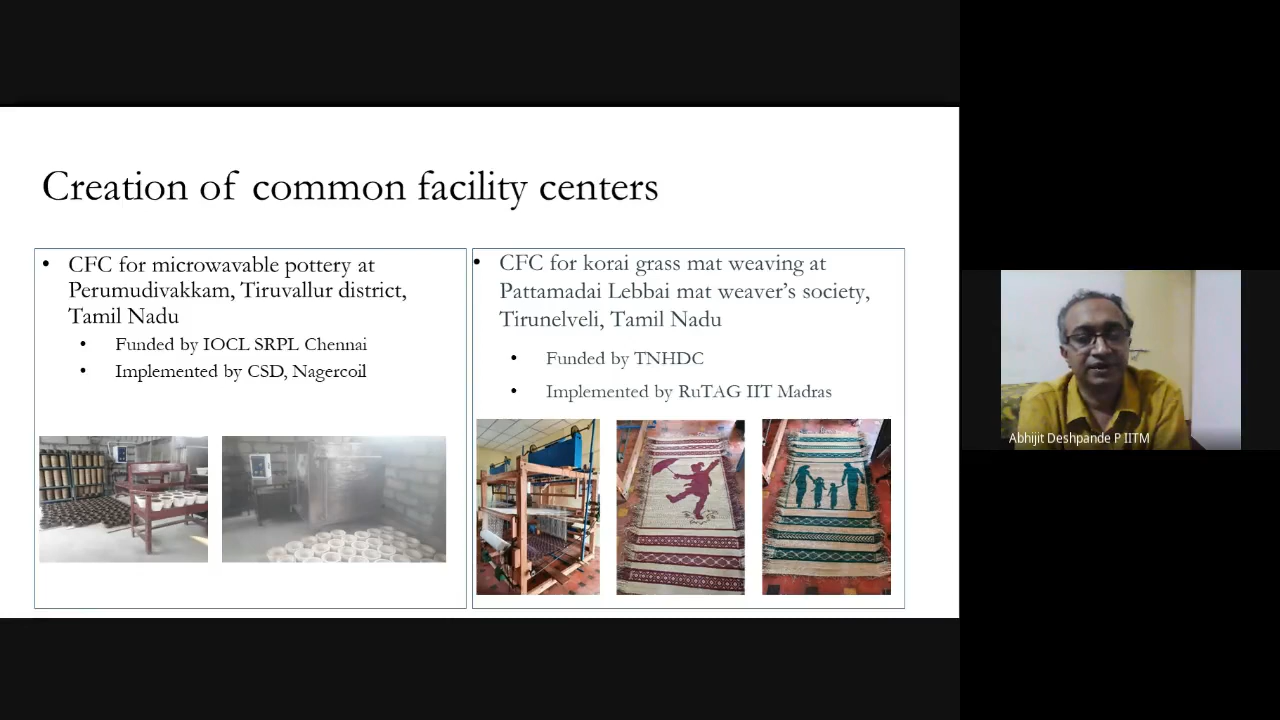 Creation of common facility centers
• CFC for microwavable pottery at
Perumudivakkam, Tiruvallur district,
Tamil Nadu
• Funded by IOCL SRPL Chennai
• Implemented by CSD, Nagercoil
• CFC for korai grass mat weaving at
Pattamadai Lebbai mat weaver’s society,
Tirunelveli, Tamil Nadu
• Funded by TNHDC
• Implemented by RuTAG IIT Madras
Abhijit Deshpande P IITM